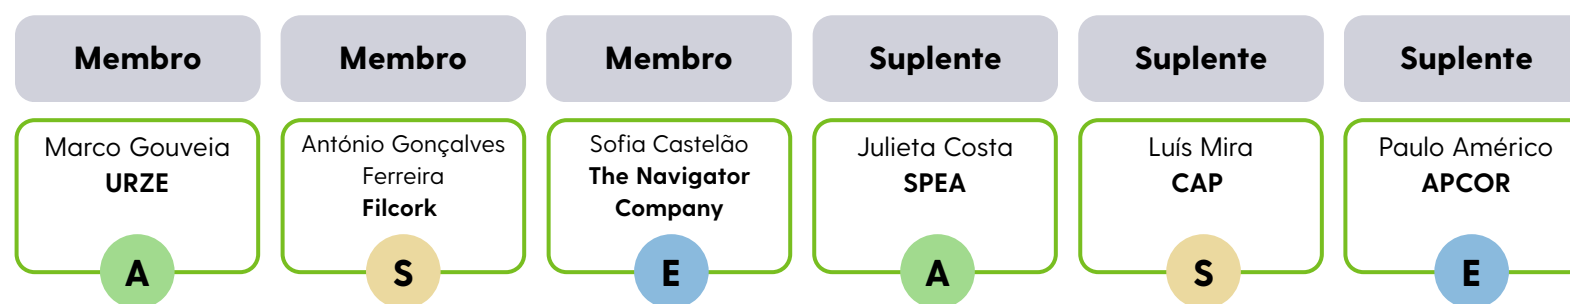 Membro
Membro
Membro
Suplente
Suplente
Suplente
Marco Gouveia
URZE
A
António Gonçalves
Ferreira
Filcork
S
Sofia Castelão
The Navigator
Company
E
Julieta Costa
SPEA
A
Luís Mira
CAP
S
Paulo Américo
APCOR
E